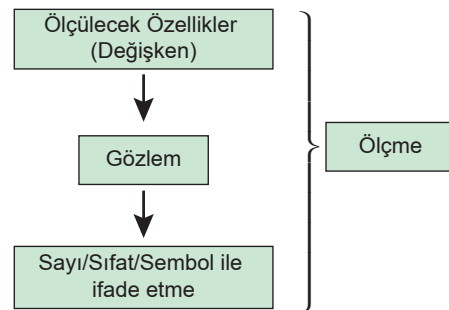 Ölçülecek Özellikler
(Değişken)
Gözlem
Ölçme
Sayı/Sıfat/Sembol ile
ifade etme